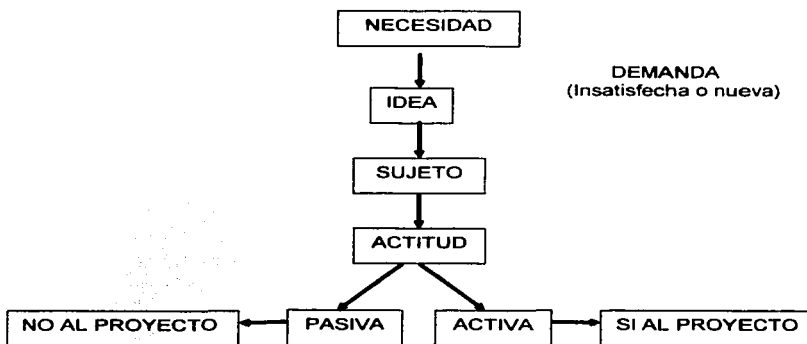 NECESIDAD
DEMANDA
(Insatisfecha o nueva)
IDEA
SUJETO
ACTITUD
NO AL PROYECTO
PASIVA
ACTIVA
SI AL PROYECTO